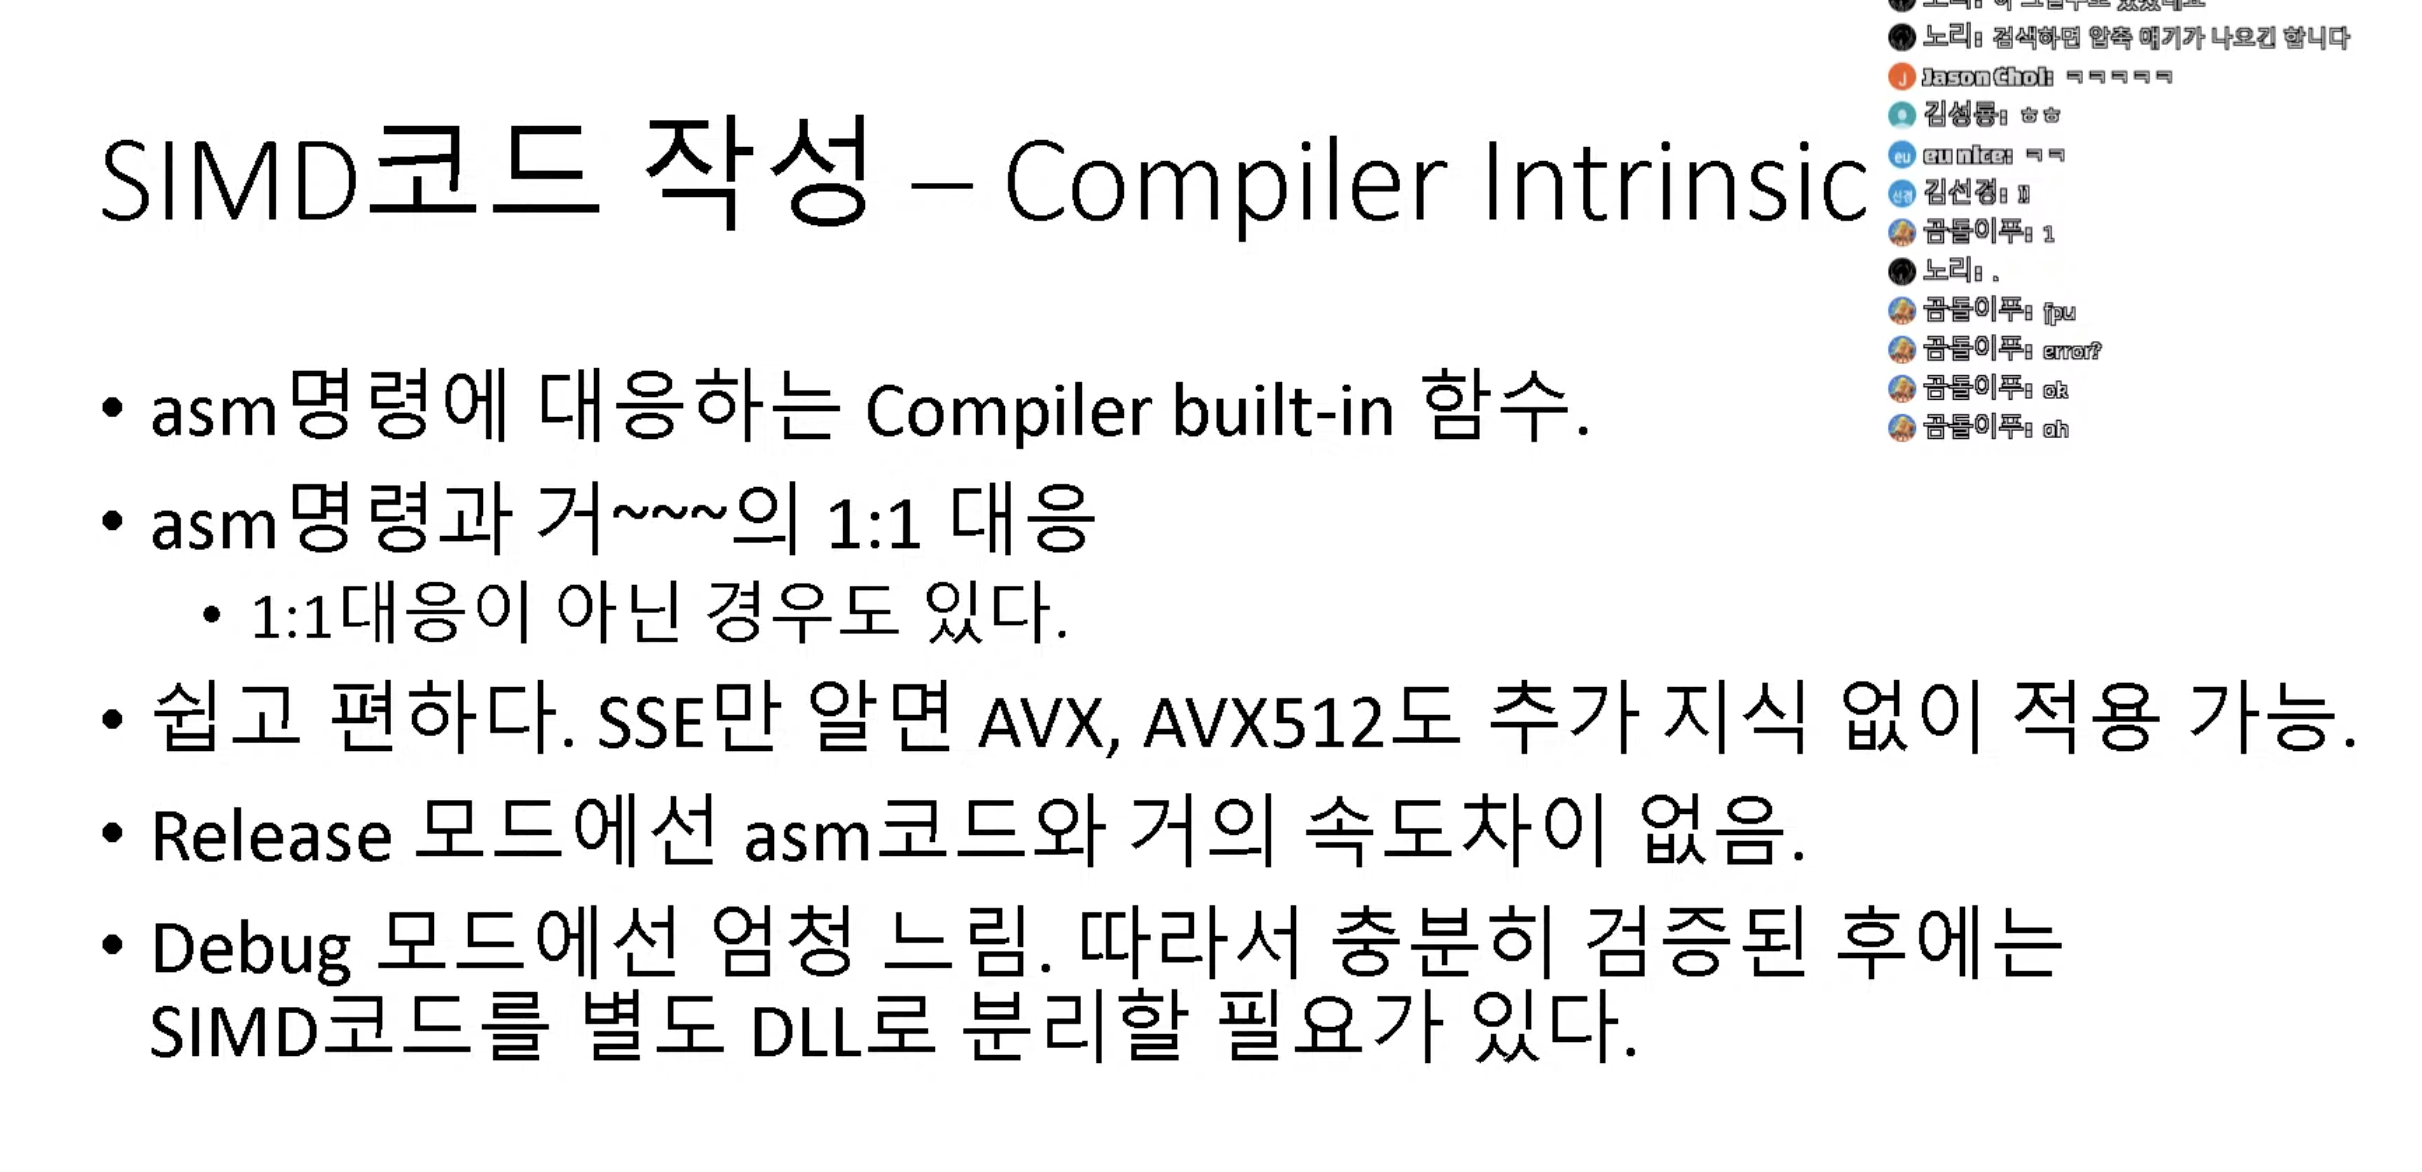 SIMD코드 작성 – Compiler Intrinsic
• asm명령에 대응하는 Compiler built-in 함수.
• asm명령과 거~~~의 1:1 대응
• 1:1대응이 아닌 경우도 있다.
• 쉽고 편하다. SSE만 알면 AVX, AVX512도 추가 지식 없이 적용 가능.
• Release 모드에선 asm코드와 거의 속도차이 없음.
• Debug 모드에선 엄청 느림. 따라서 충분히 검증된 후에는
SIMD코드를 별도 DLL로 분리할 필요가 있다.
노리: 검색하면 압축 얘기가 나오긴 합니다
J Jason Choi: ㅋㅋㅋㅋㅋ
김성룡: ㅎㅎ
eu eu nice: ㅋㅋ
선경 김선경:
곰돌이푸: 1
노리: .
곰돌이푸: fpu
곰돌이푸: error?
곰돌이푸: ok
곰돌이푸: ah